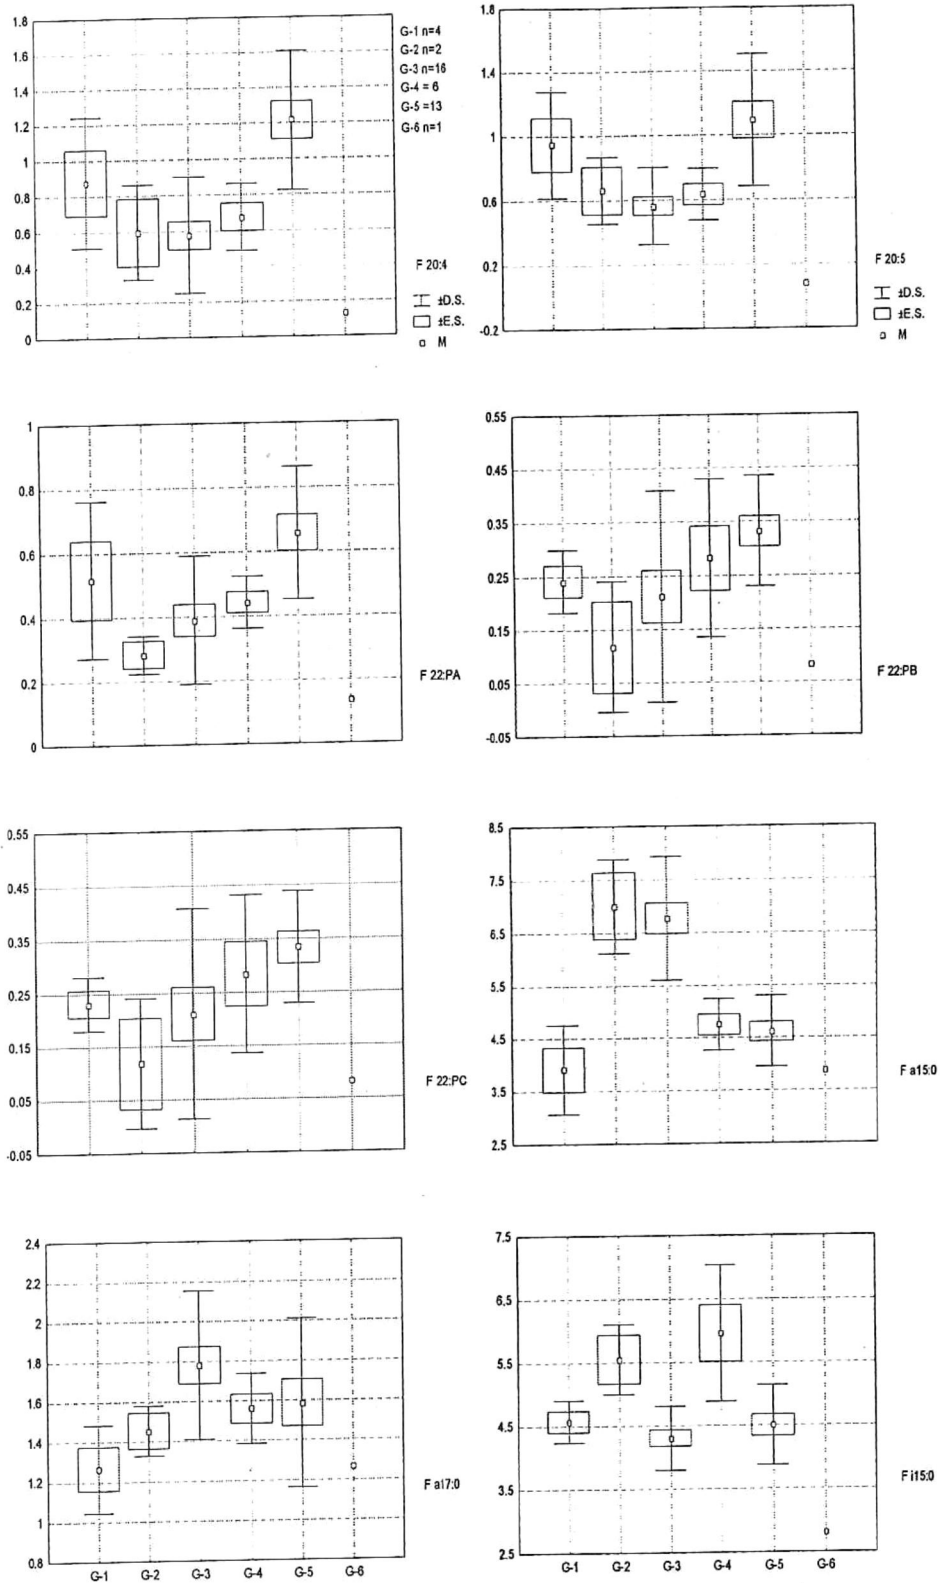 1.8
1.6
1.4
1.2
1
0.8
0.6
0.4
0.2
0
G-1 n=4
G-2 n=2
G-3 n=16
G-4 = 6
G-5 =13
G-6 n=1
F 20:4
±D.S.
±E.S.
M
1.8
1.4
1
0.6
0.2
-0.2
F 20:5
±D.S.
±E.S.
M
1
0.8
0.6
0.4
0.2
0
F 22:PA
0.55
0.45
0.35
0.25
0.15
0.05
-0.05
F 22:PB
0.55
0.45
0.35
0.25
0.15
0.05
-0.05
F 22:PC
8.5
7.5
6.5
5.5
4.5
3.5
2.5
F a15:0
2.4
2.2
2
1.8
1.6
1.4
1.2
1
0.8
G-1 G-2 G-3 G-4 G-5 G-6
F a17:0
7.5
6.5
5.5
4.5
3.5
2.5
G-1 G-2 G-3 G-4 G-5 G-6
F i15:0